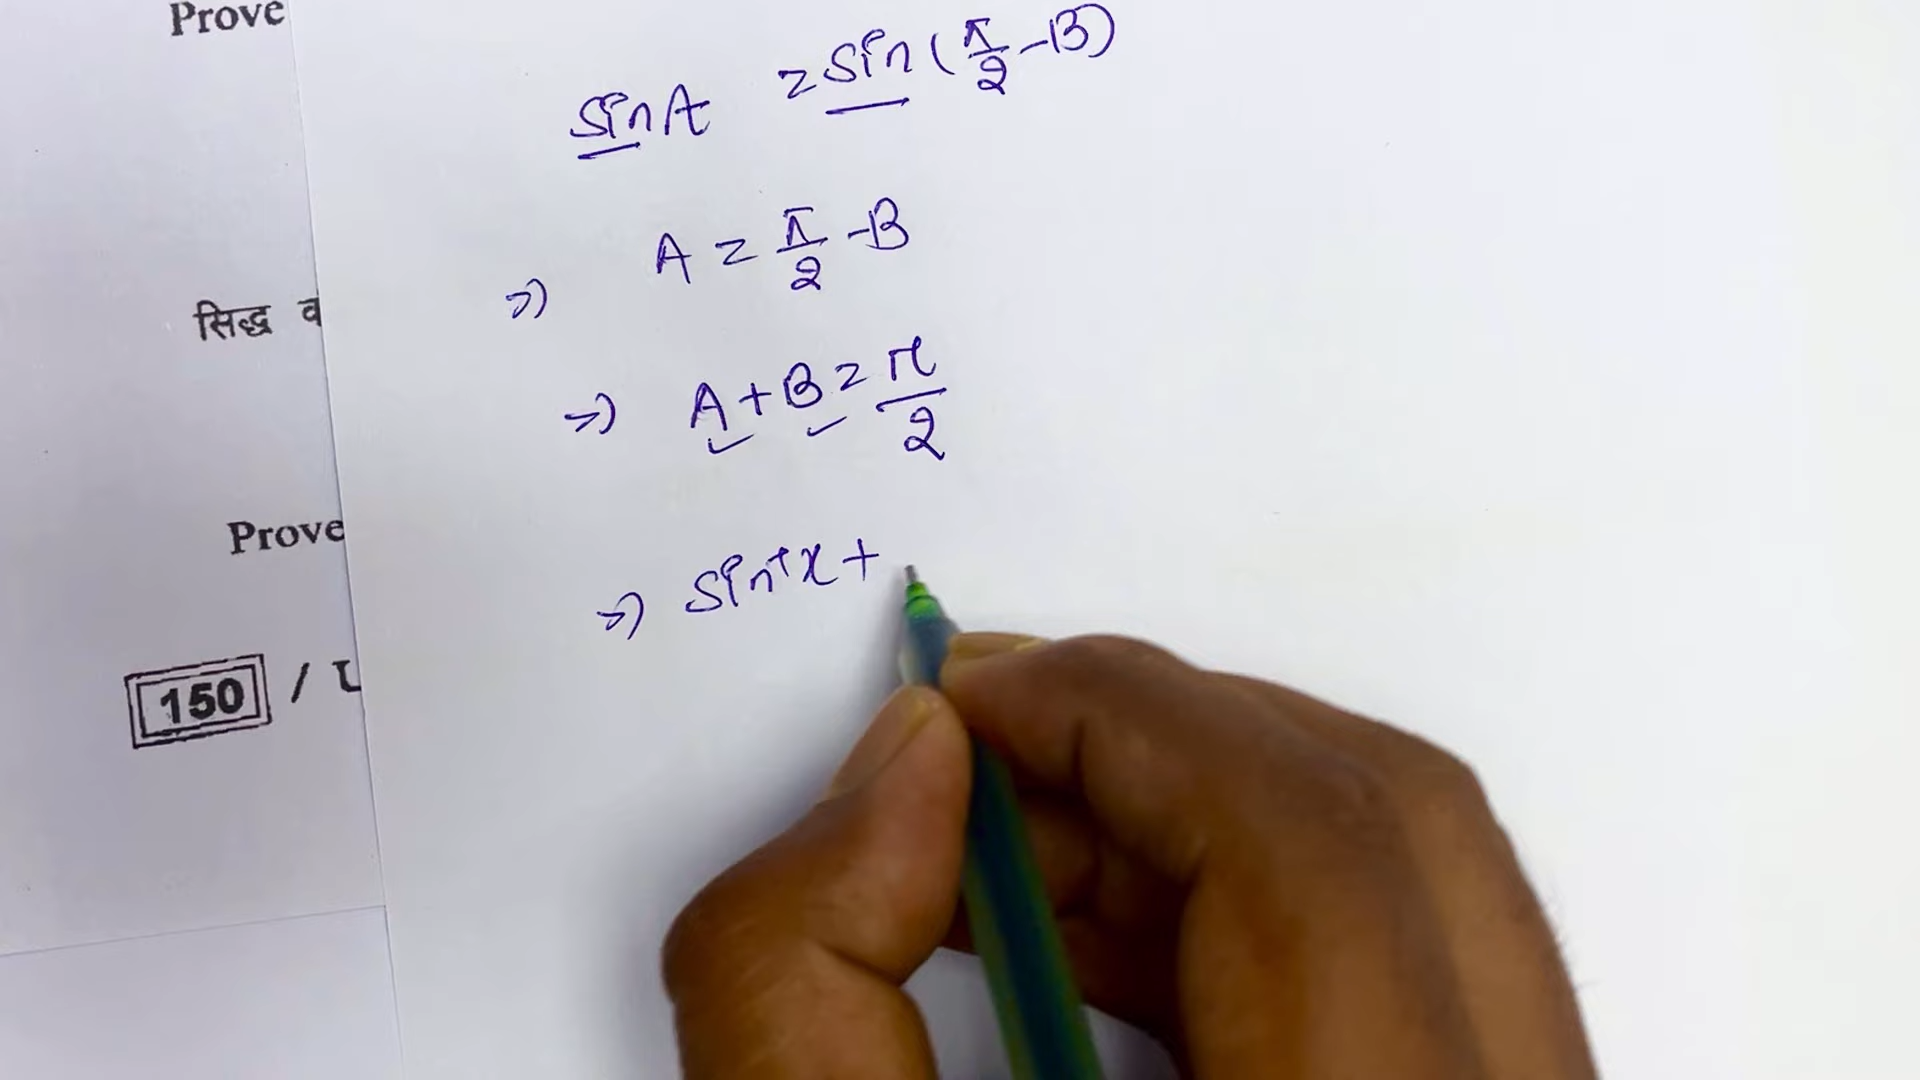 Prove
sinA = sin(π/2 -B)
⇒) A = π/2 -B
सिद्ध
⇒) A+B = π/2
Prove
⇒) sin⁻¹x +
150 /